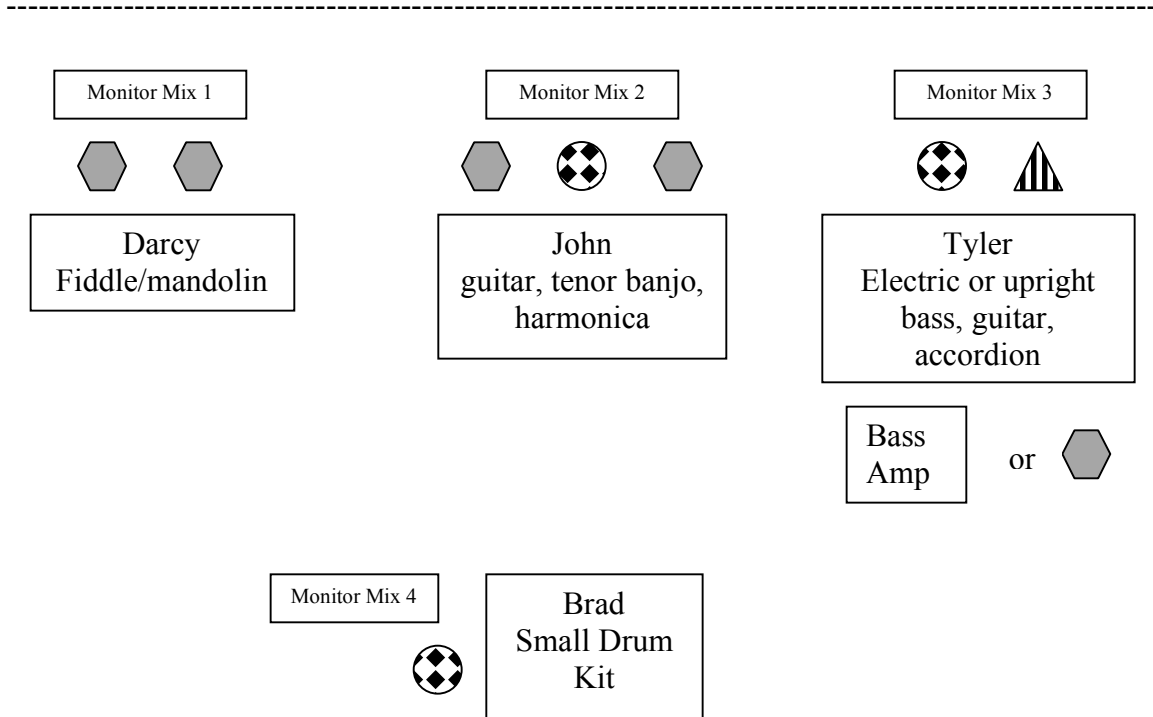 Monitor Mix 1
Monitor Mix 2
Monitor Mix 3
Darcy
Fiddle/mandolin
John
guitar, tenor banjo,
harmonica
Tyler
Electric or upright
bass, guitar,
accordion
Bass
Amp
or
Monitor Mix 4
Brad
Small Drum
Kit